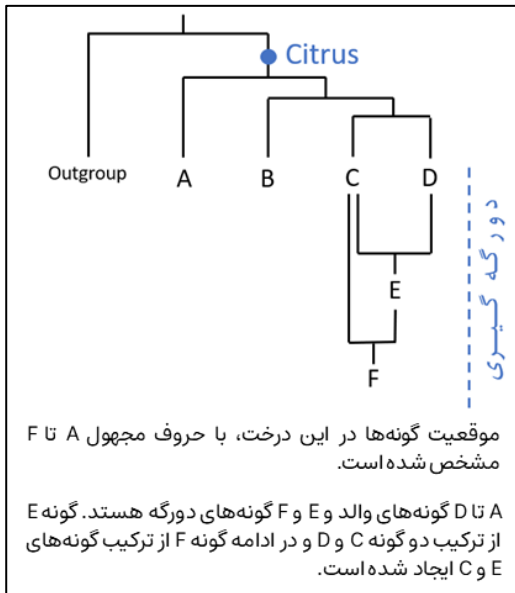 Citrus
Outgroup
A
B
C
D
دورگه گیری
E
F
موقعیت گونه‌ها در این درخت، با حروف مجهول A تا F
مشخص شده است.
A تا D گونه‌های والد و E و F گونه‌های دورگه هستد. گونه E
از ترکیب دو گونه C و D و در ادامه گونه F از ترکیب گونه‌های
E و C ایجاد شده است.